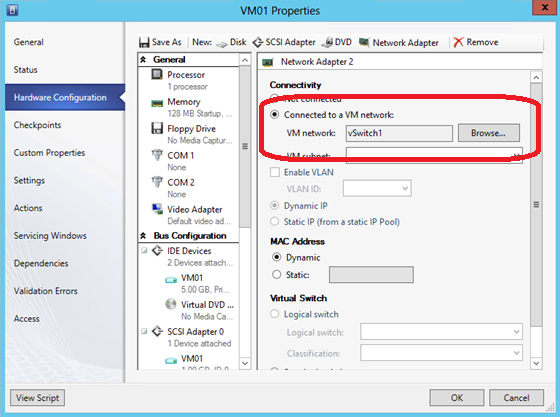 VM01 Properties
x
General
Status
Hardware Configuration
Checkpoints
Custom Properties
Settings
Actions
Servicing Windows
Dependencies
Validation Errors
Access
Save As New: Disk SCSI Adapter DVD Network Adapter Remove
General
Processor
1 processor
Memory
128 MB Startup, ...
Floppy Drive
No Media Captur...
COM 1
None
COM 2
None
Video Adapter
Default video ad...
Bus Configuration
IDE Devices
2 Devices attach...
VM01
5.00 GB, Pri...
Virtual DVD ...
No Media Ca...
SCSI Adapter 0
1 Device attached
VM01
Network Adapter 2
Connectivity
Not connected
Connected to a VM network:
VM network: vSwitch1 Browse...
VM subnet:
Enable VLAN
VLAN ID:
Dynamic IP
Static IP (from a static IP Pool)
MAC Address
Dynamic
Static:
Virtual Switch
Logical switch
Logical switch:
Classification:
View Script
OK
Cancel